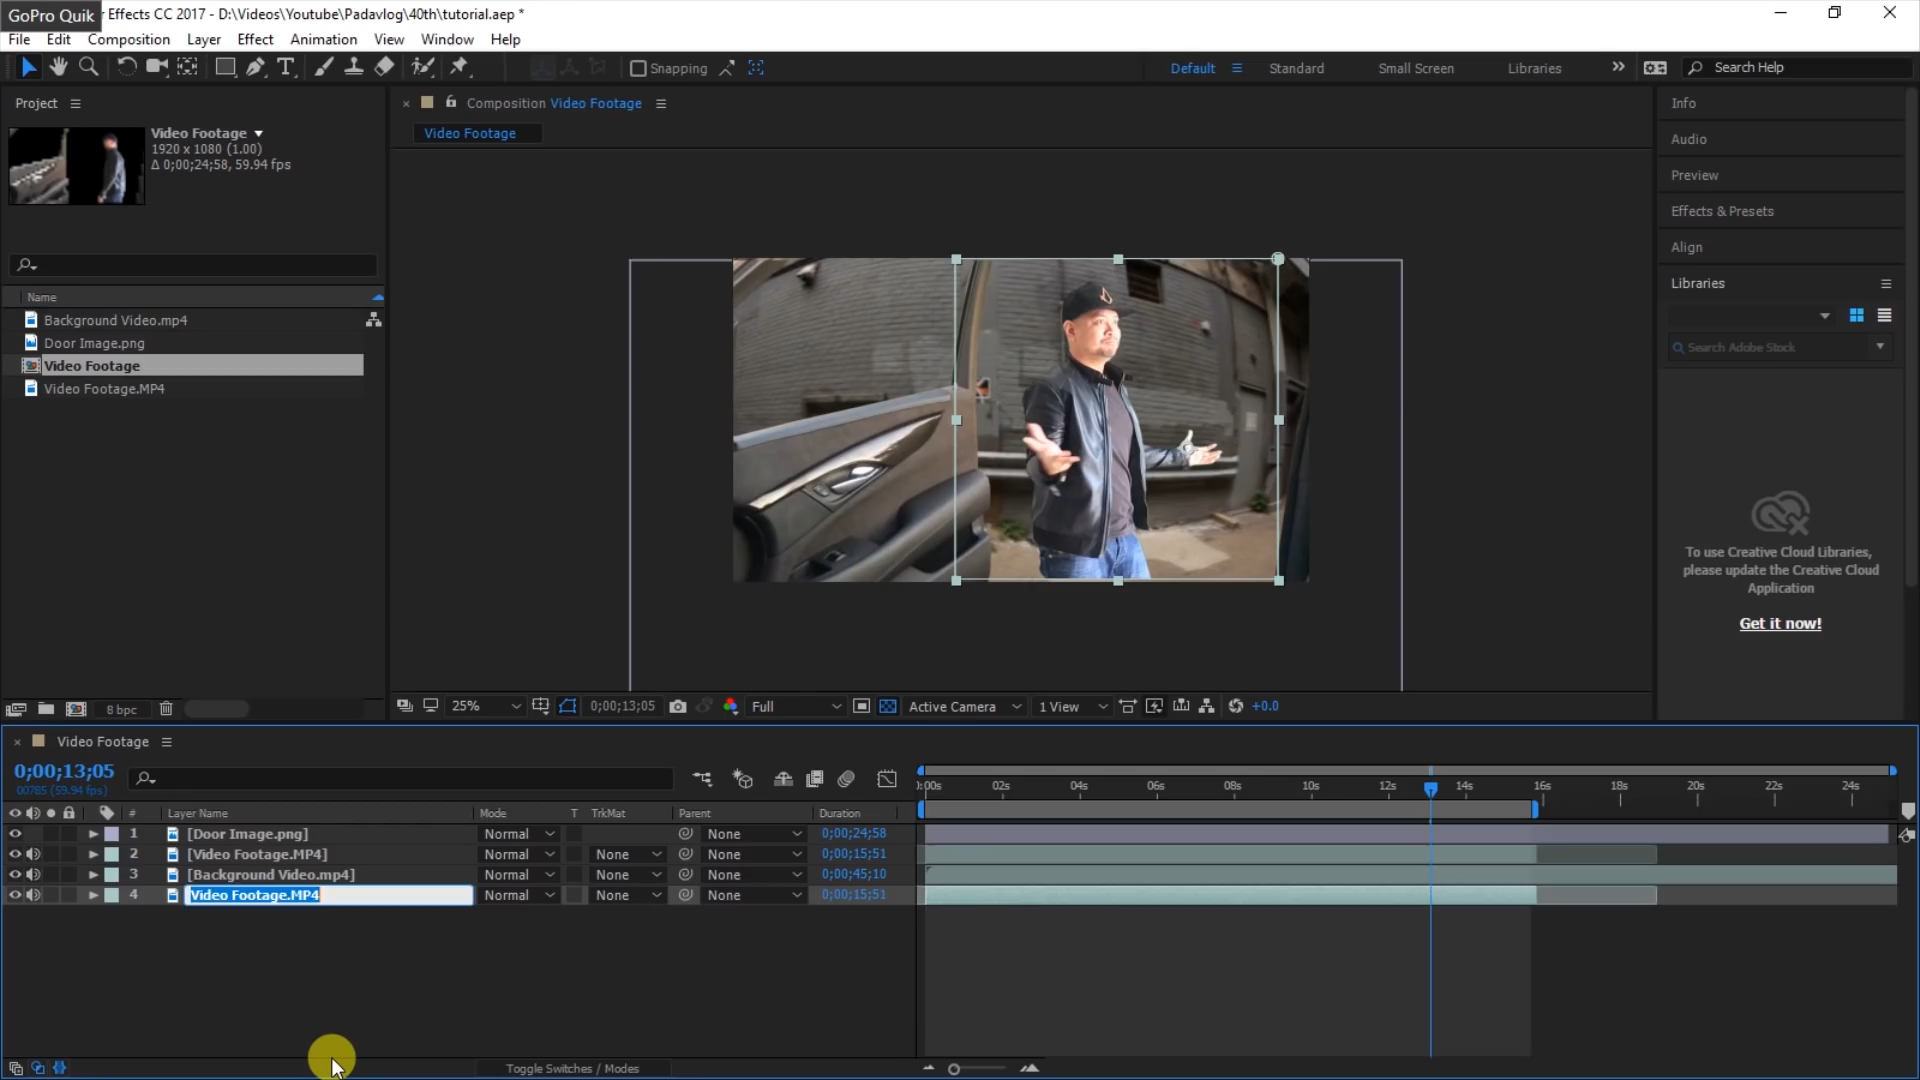 GoPro Quik
r Effects CC 2017 - D:\Videos\Youtube\Padavlog\40th\tutorial.aep *
File Edit Composition Layer Effect Animation View Window Help
Snapping
Default Standard Small Screen Libraries
Search Help
Project
Video Footage
1920 x 1080 (1.00)
Δ 0;00;24;58, 59.94 fps
Name
Background Video.mp4
Door Image.png
Video Footage
Video Footage.MP4
8 bpc
Composition Video Footage
Video Footage
25% 0;00;13;05 Full Active Camera 1 View +0.0
Info
Audio
Preview
Effects & Presets
Align
Libraries
Search Adobe Stock
To use Creative Cloud Libraries,
please update the Creative Cloud
Application
Get it now!
Video Footage
0;00;13;05
00785 (59.94 fps)
# Layer Name Mode T TrkMat Parent Duration
1 [Door Image.png] Normal None 0;00;24;58
2 [Video Footage.MP4] Normal None None 0;00;15;51
3 [Background Video.mp4] Normal None None 0;00;45;10
4 Video Footage.MP4 Normal None None 0;00;15;51
):00s 02s 04s 06s 08s 10s 12s 14s 16s 18s 20s 22s 24s
Toggle Switches / Modes